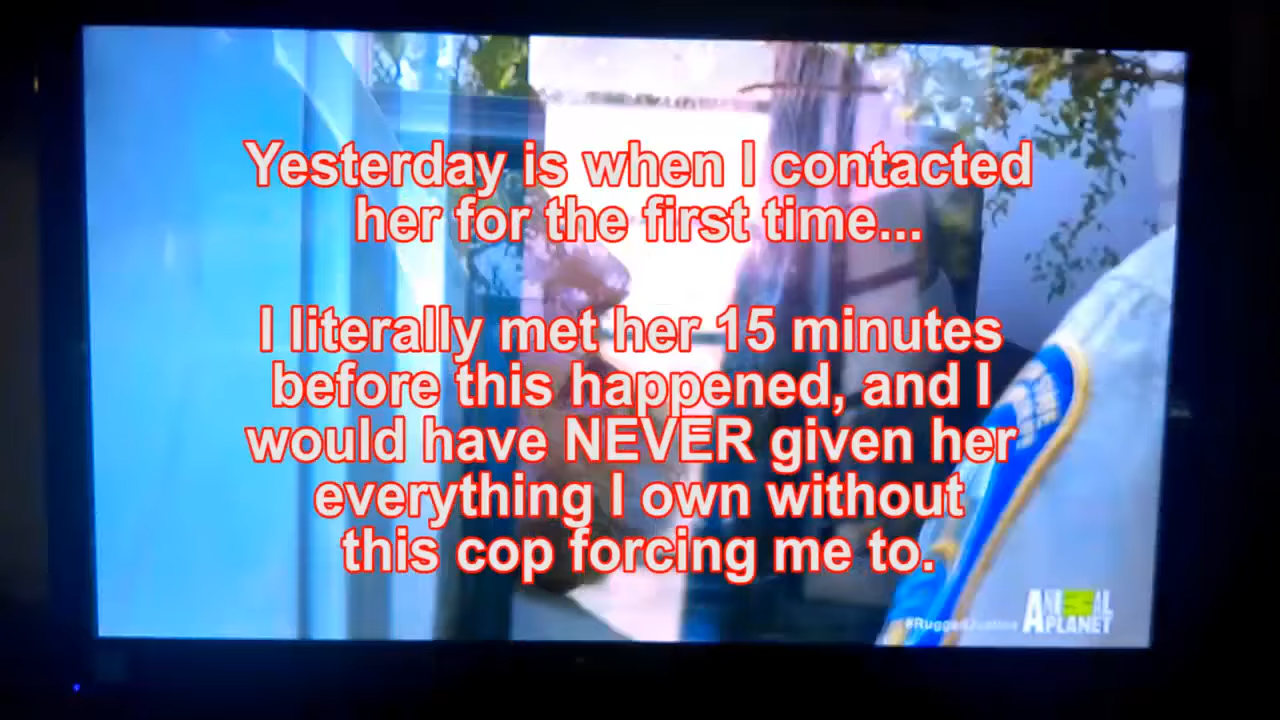 Yesterday is when I contacted
her for the first time...
I literally met her 15 minutes
before this happened, and I
would have NEVER given her
everything I own without
this cop forcing me to.
#RuggedJustice
ANIMAL
PLANET